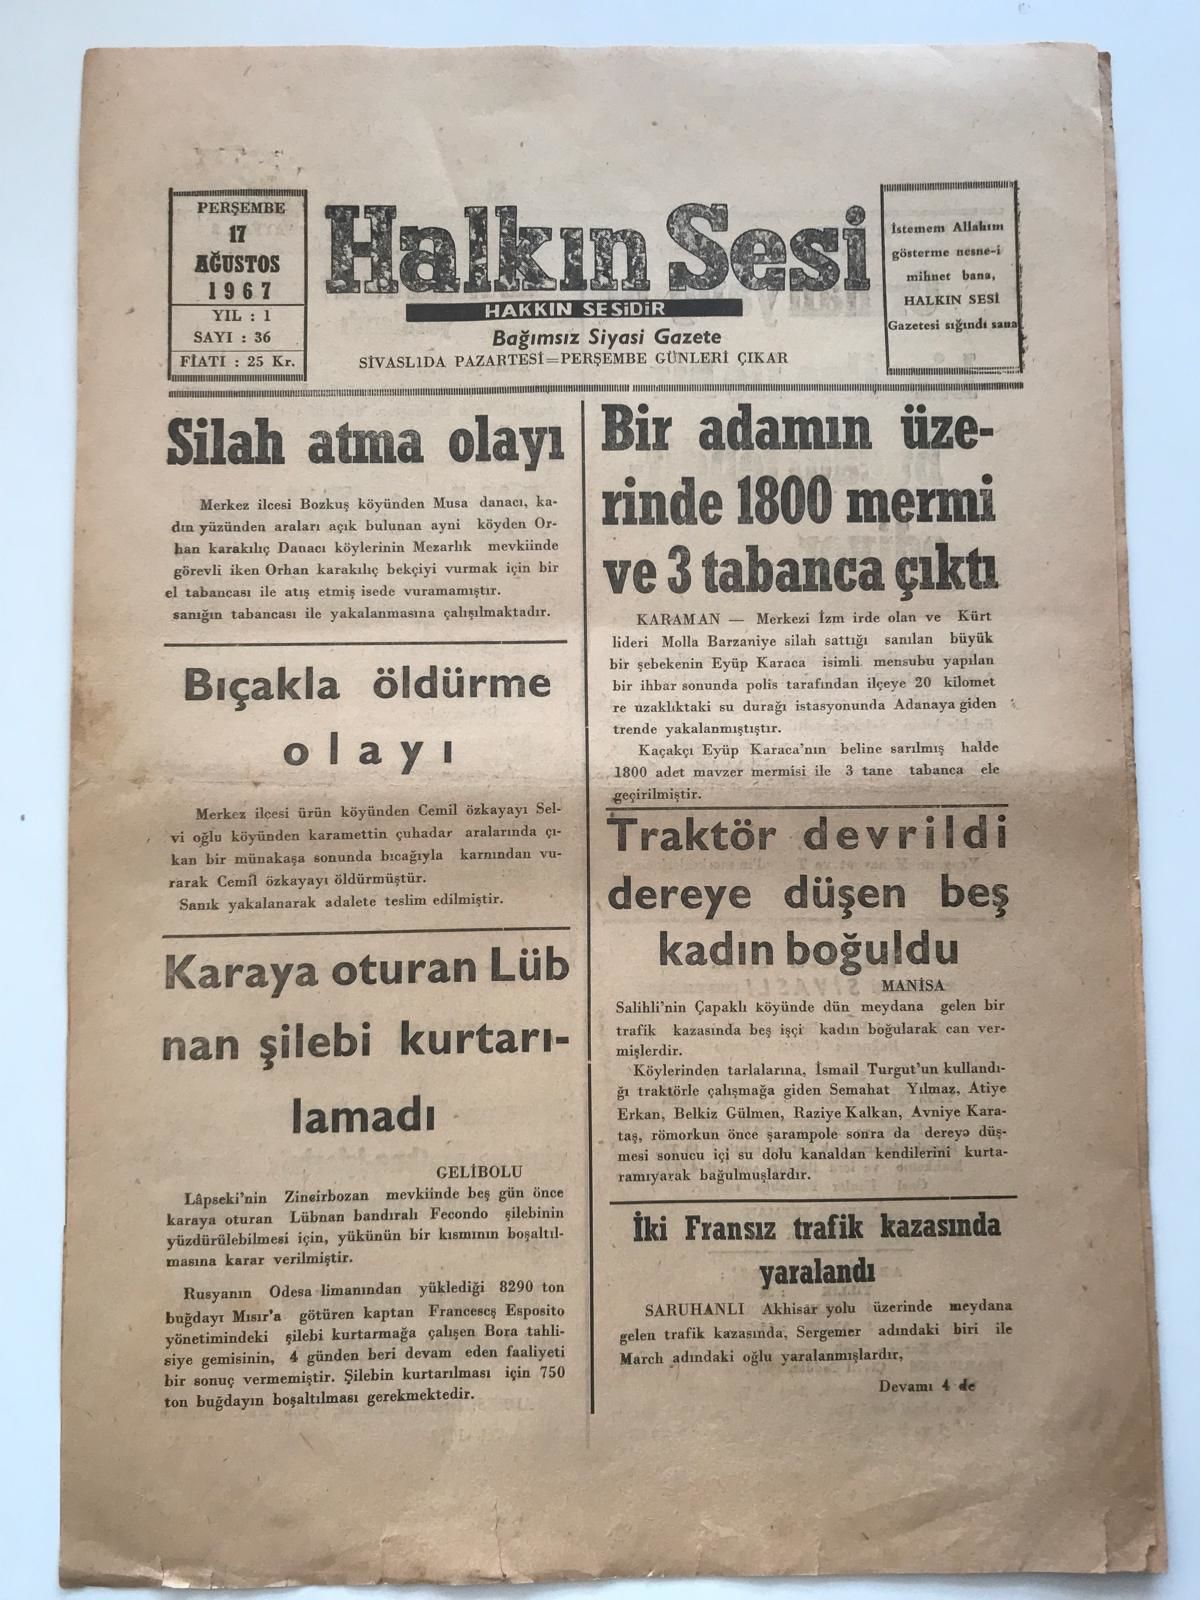 PERŞEMBE
17
AĞUSTOS
1967
YIL : 1
SAYI : 36
FİATI : 25 Kr.
Halkın Sesi
HAKKIN SESİDİR
Bağımsız Siyasi Gazete
SİVASLIDA PAZARTESİ=PERŞEMBE GÜNLERİ ÇIKAR
İstemem Allahım
gösterme nesne-i
mihnet bana,
HALKIN SESİ
Gazetesi sığındı sana
Silah atma olayı
Merkez ilcesi Bozkuş köyünden Musa danacı, ka-
dın yüzünden araları açık bulunan ayni köyden Or-
han karakılıç Danacı köylerinin Mezarlık mevkiinde
görevli iken Orhan karakılıç bekçiyi vurmak için bir
el tabancası ile atış etmiş isede vuramamıştır.
sanığın tabancası ile yakalanmasına çalışılmaktadır.
Bıçakla öldürme
olayı
Merkez ilçesi ürün köyünden Cemil özkayayı Sel-
vi oğlu köyünden karamettin çuhadar aralarında çı-
kan bir münakaşa sonunda bıcağıyla karnından vu-
rarak Cemil özkayayı öldürmüştür.
Sanık yakalanarak adalete teslim edilmiştir.
Karaya oturan Lüb
nan şilebi kurtarı-
lamadı
GELİBOLU
Lâpseki'nin Zincirbozan mevkiinde beş gün önce
karaya oturan Lübnan bandıralı Fecondo şilebinin
yüzdürülebilmesi için, yükünün bir kısmının boşaltıl-
masına karar verilmiştir.
Rusyanın Odesa limanından yüklediği 8290 ton
buğdayı Mısır'a götüren kaptan Francescş Esposito
yönetimindeki şilebi kurtarmağa çalışen Bora tahli-
siye gemisinin, 4 günden beri devam eden faaliyeti
bir sonuç vermemiştir. Şilebin kurtarılması için 750
ton buğdayın boşaltılması gerekmektedir.
Bir adamın üze-
rinde 1800 mermi
ve 3 tabanca çıktı
KARAMAN — Merkezi İzm irde olan ve Kürt
lideri Molla Barzaniye silah sattığı sanılan büyük
bir şebekenin Eyüp Karaca isimli mensubu yapılan
bir ihbar sonunda polis tarafından ilçeye 20 kilomet
re uzaklıktaki su durağı istasyonunda Adanaya giden
trende yakalanmıştıştır.
Kaçakçı Eyüp Karaca'nın beline sarılmış halde
1800 adet mavzer mermisi ile 3 tane tabanca ele
geçirilmiştir.
Traktör devrildi
dereye düşen beş
kadın boğuldu
MANİSA
Salihli'nin Çapaklı köyünde dün meydana gelen bir
trafik kazasında beş işçi kadın boğularak can ver-
mişlerdir.
Köylerinden tarlalarına, İsmail Turgut'un kullandı-
ğı traktörle çalışmağa giden Semahat Yılmaz, Atiye
Erkan, Belkiz Gülmen, Raziye Kalkan, Avniye Kara-
taş, römorkun önce şarampole sonra da dereye düş-
mesi sonucu içi su dolu kanaldan kendilerini kurta-
ramıyarak bağulmuşlardır.
İki Fransız trafik kazasında
yaralandı
SARUHANLI Akhisar yolu üzerinde meydana
gelen trafik kazasında, Sergemer adındaki biri ile
March adındaki oğlu yaralanmışlardır,
Devamı 4 de